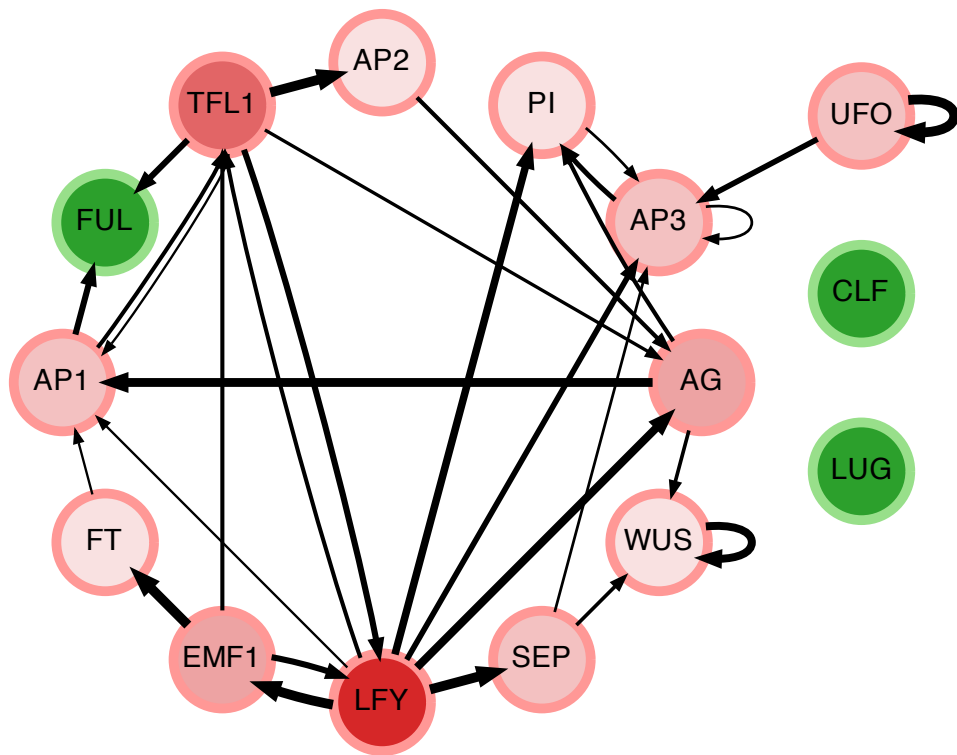 AP2
TFL1
PI
UFO
FUL
AP3
CLF
AP1
AG
LUG
FT
WUS
EMF1
SEP
LFY